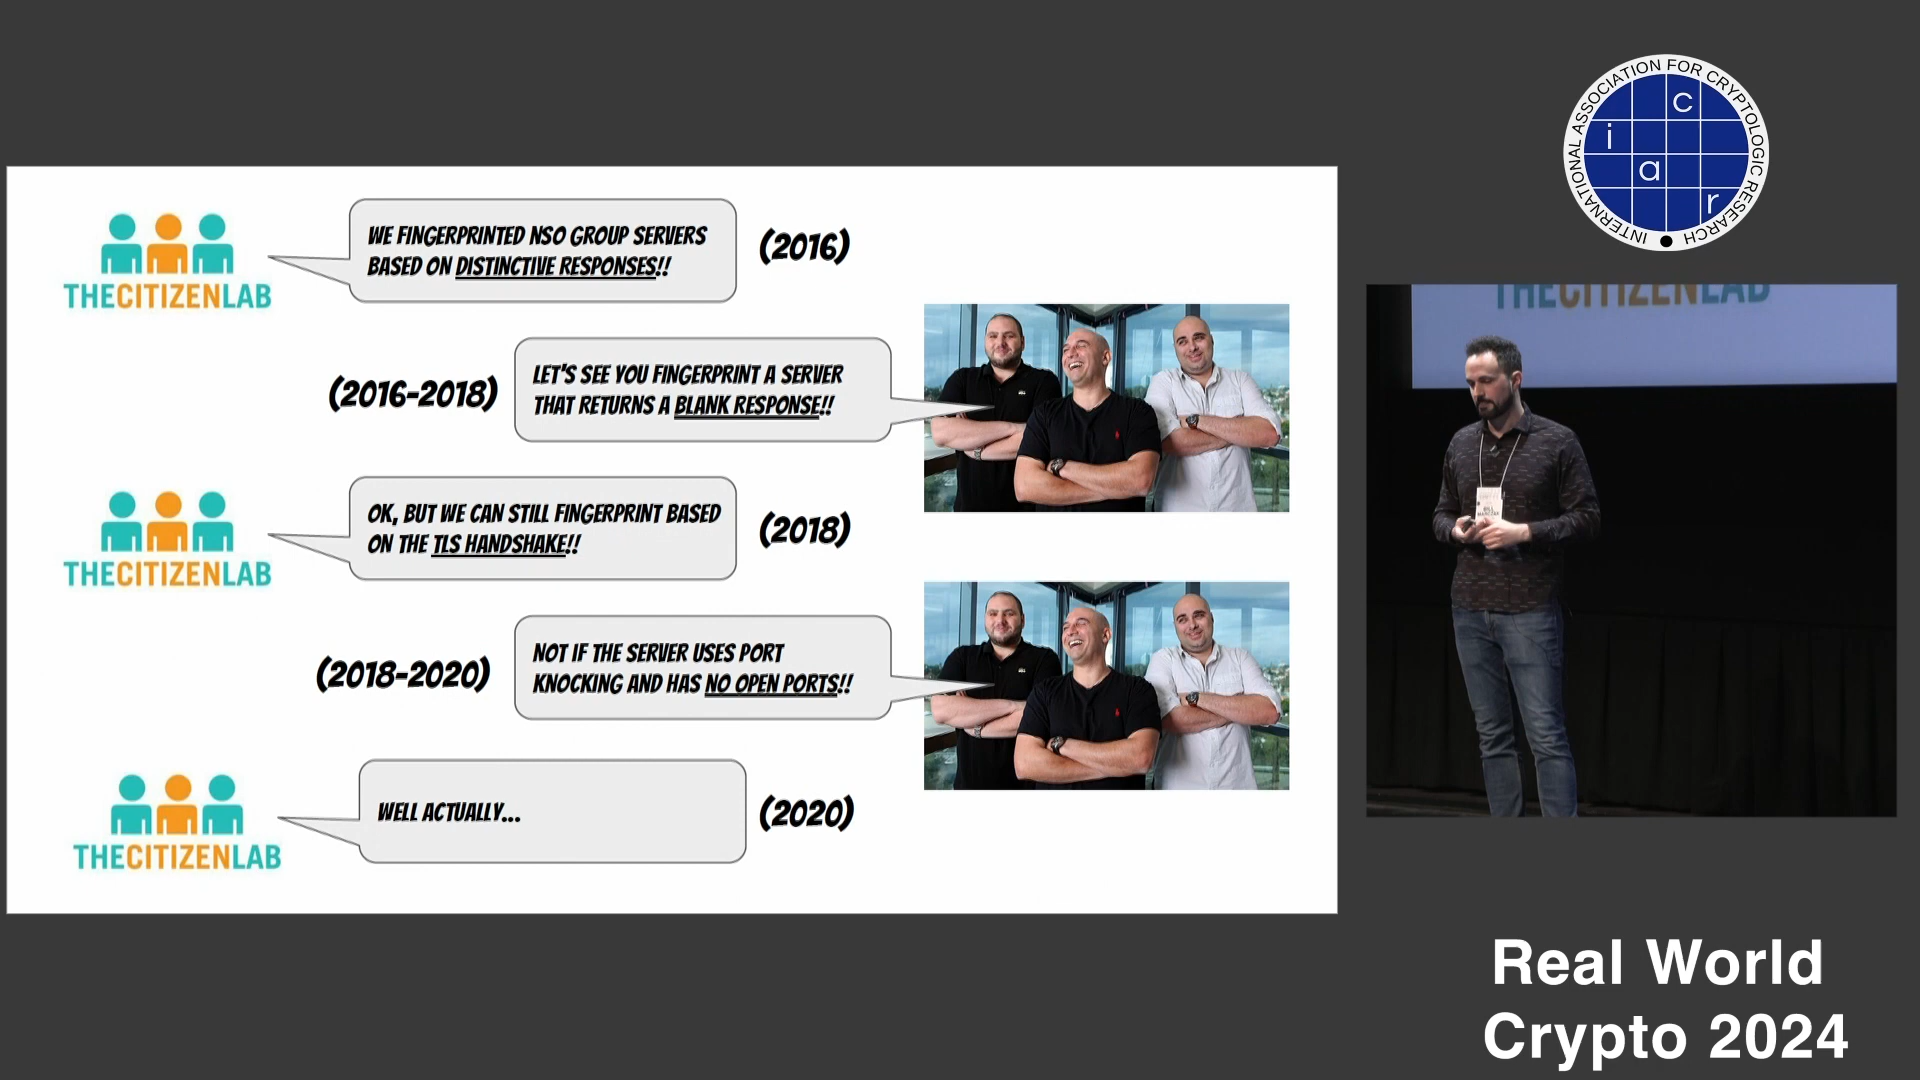 THECITIZENLAB
WE FINGERPRINTED NSO GROUP SERVERS
BASED ON DISTINCTIVE RESPONSES!!
(2016)
(2016-2018)
LET'S SEE YOU FINGERPRINT A SERVER
THAT RETURNS A BLANK RESPONSE!!
THECITIZENLAB
OK, BUT WE CAN STILL FINGERPRINT BASED
ON THE TLS HANDSHAKE!!
(2018)
(2018-2020)
NOT IF THE SERVER USES PORT
KNOCKING AND HAS NO OPEN PORTS!!
THECITIZENLAB
WELL ACTUALLY...
(2020)
INTERNATIONAL ASSOCIATION FOR CRYPTOLOGIC RESEARCH
i a c r
THECITIZENLAB
BILL
MARCZAK
Real World
Crypto 2024